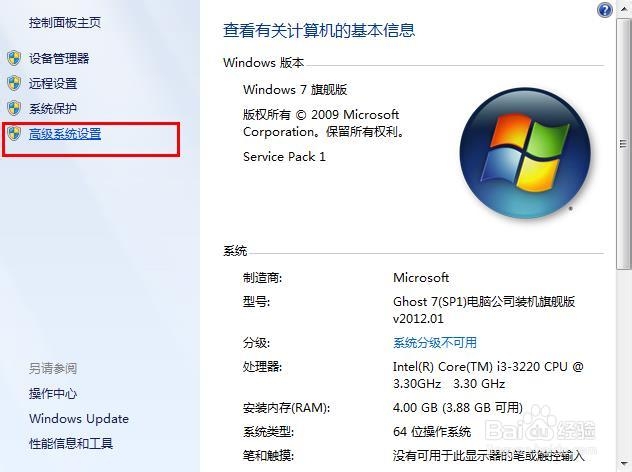 控制面板主页
设备管理器
远程设置
系统保护
高级系统设置
另请参阅
操作中心
Windows Update
性能信息和工具
查看有关计算机的基本信息
Windows 版本
Windows 7 旗舰版
版权所有 © 2009 Microsoft
Corporation。保留所有权利。
Service Pack 1
系统
制造商: Microsoft
型号: Ghost 7(SP1)电脑公司装机旗舰版
v2012.01
分级: 系统分级不可用
处理器: Intel(R) Core(TM) i3-3220 CPU @
3.30GHz 3.30 GHz
安装内存(RAM): 4.00 GB (3.88 GB 可用)
系统类型: 64 位操作系统
笔和触摸: 没有可用于此显示器的笔或触控输入
Baidu 经验